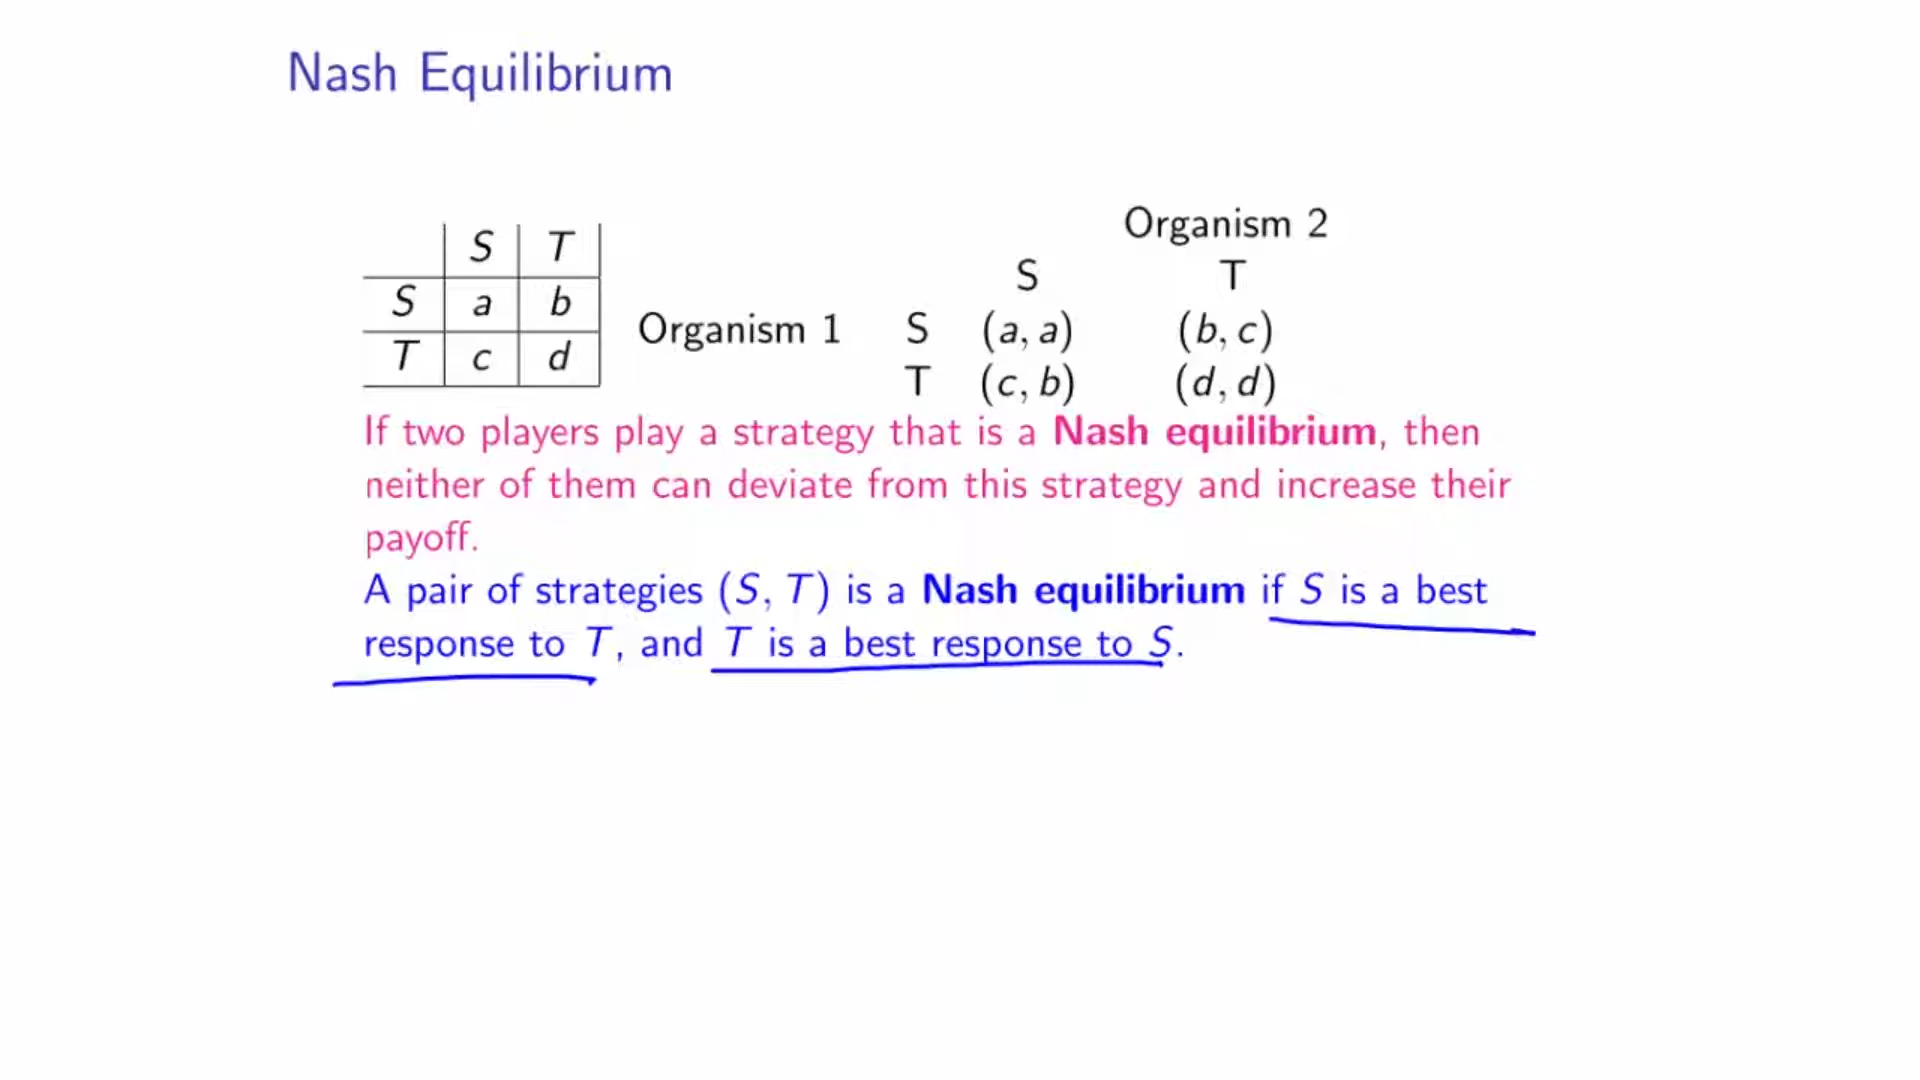 Nash Equilibrium
Organism 2
S T
S a b
T c d
S T
Organism 1 S (a, a) (b, c)
T (c, b) (d, d)
If two players play a strategy that is a Nash equilibrium, then
neither of them can deviate from this strategy and increase their
payoff.
A pair of strategies (S, T) is a Nash equilibrium if S is a best
response to T, and T is a best response to S.